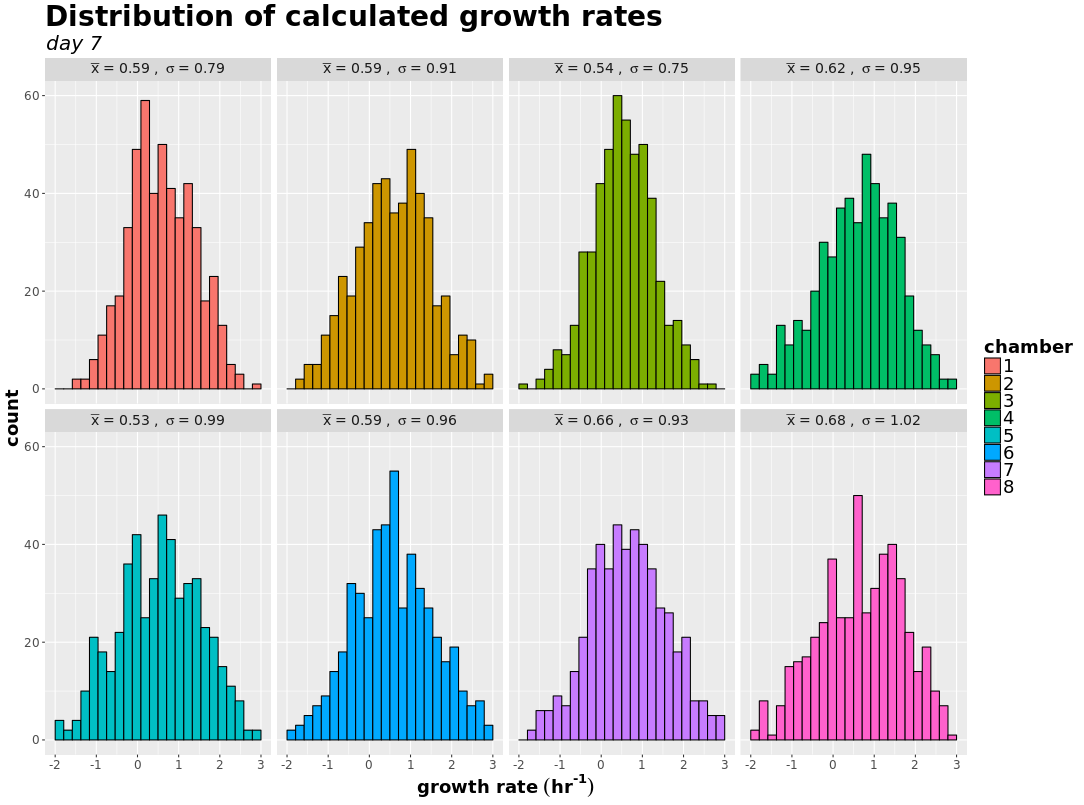 Distribution of calculated growth rates
day 7
x̅ = 0.59 , σ = 0.79
x̅ = 0.59 , σ = 0.91
x̅ = 0.54 , σ = 0.75
x̅ = 0.62 , σ = 0.95
60
40
20
0
x̅ = 0.53 , σ = 0.99
x̅ = 0.59 , σ = 0.96
x̅ = 0.66 , σ = 0.93
x̅ = 0.68 , σ = 1.02
60
40
20
0
count
-2 -1 0 1 2 3
-2 -1 0 1 2 3
-2 -1 0 1 2 3
-2 -1 0 1 2 3
growth rate (hr⁻¹)
chamber
1
2
3
4
5
6
7
8